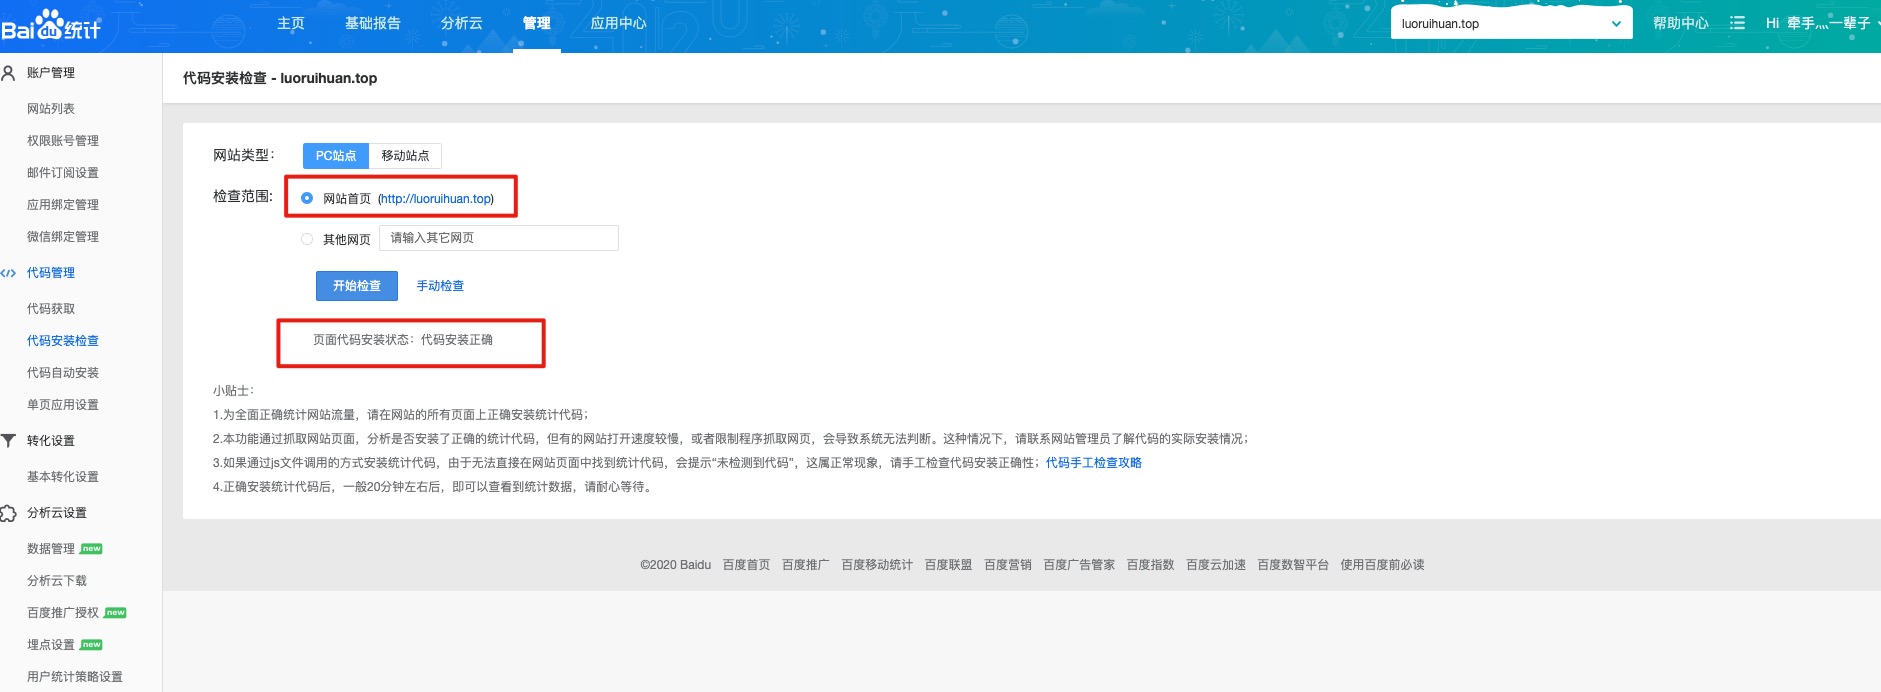 Bai du 统计
主页 基础报告 分析云 管理 应用中心
luoruihuan.top
帮助中心
Hi 牵手灬一辈子
账户管理
网站列表
权限账号管理
邮件订阅设置
应用绑定管理
微信绑定管理
代码管理
代码获取
代码安装检查
代码自动安装
单页应用设置
转化设置
基本转化设置
分析云设置
数据管理 new
分析云下载
百度推广授权 new
埋点设置 new
用户统计策略设置
代码安装检查 - luoruihuan.top
网站类型： PC站点 移动站点
检查范围: 网站首页 (http://luoruihuan.top)
其他网页 请输入其它网页
开始检查 手动检查
页面代码安装状态：代码安装正确
小贴士：
1.为全面正确统计网站流量，请在网站的所有页面上正确安装统计代码；
2.本功能通过抓取网站页面，分析是否安装了正确的统计代码，但有的网站打开速度较慢，或者限制程序抓取网页，会导致系统无法判断。这种情况下，请联系网站管理员了解代码的实际安装情况；
3.如果通过js文件调用的方式安装统计代码，由于无法直接在网站页面中找到统计代码，会提示“未检测到代码”，这属正常现象，请手工检查代码安装正确性；代码手工检查攻略
4.正确安装统计代码后，一般20分钟左右后，即可以查看到统计数据，请耐心等待。
©2020 Baidu 百度首页 百度推广 百度移动统计 百度联盟 百度营销 百度广告管家 百度指数 百度云加速 百度数智平台 使用百度前必读